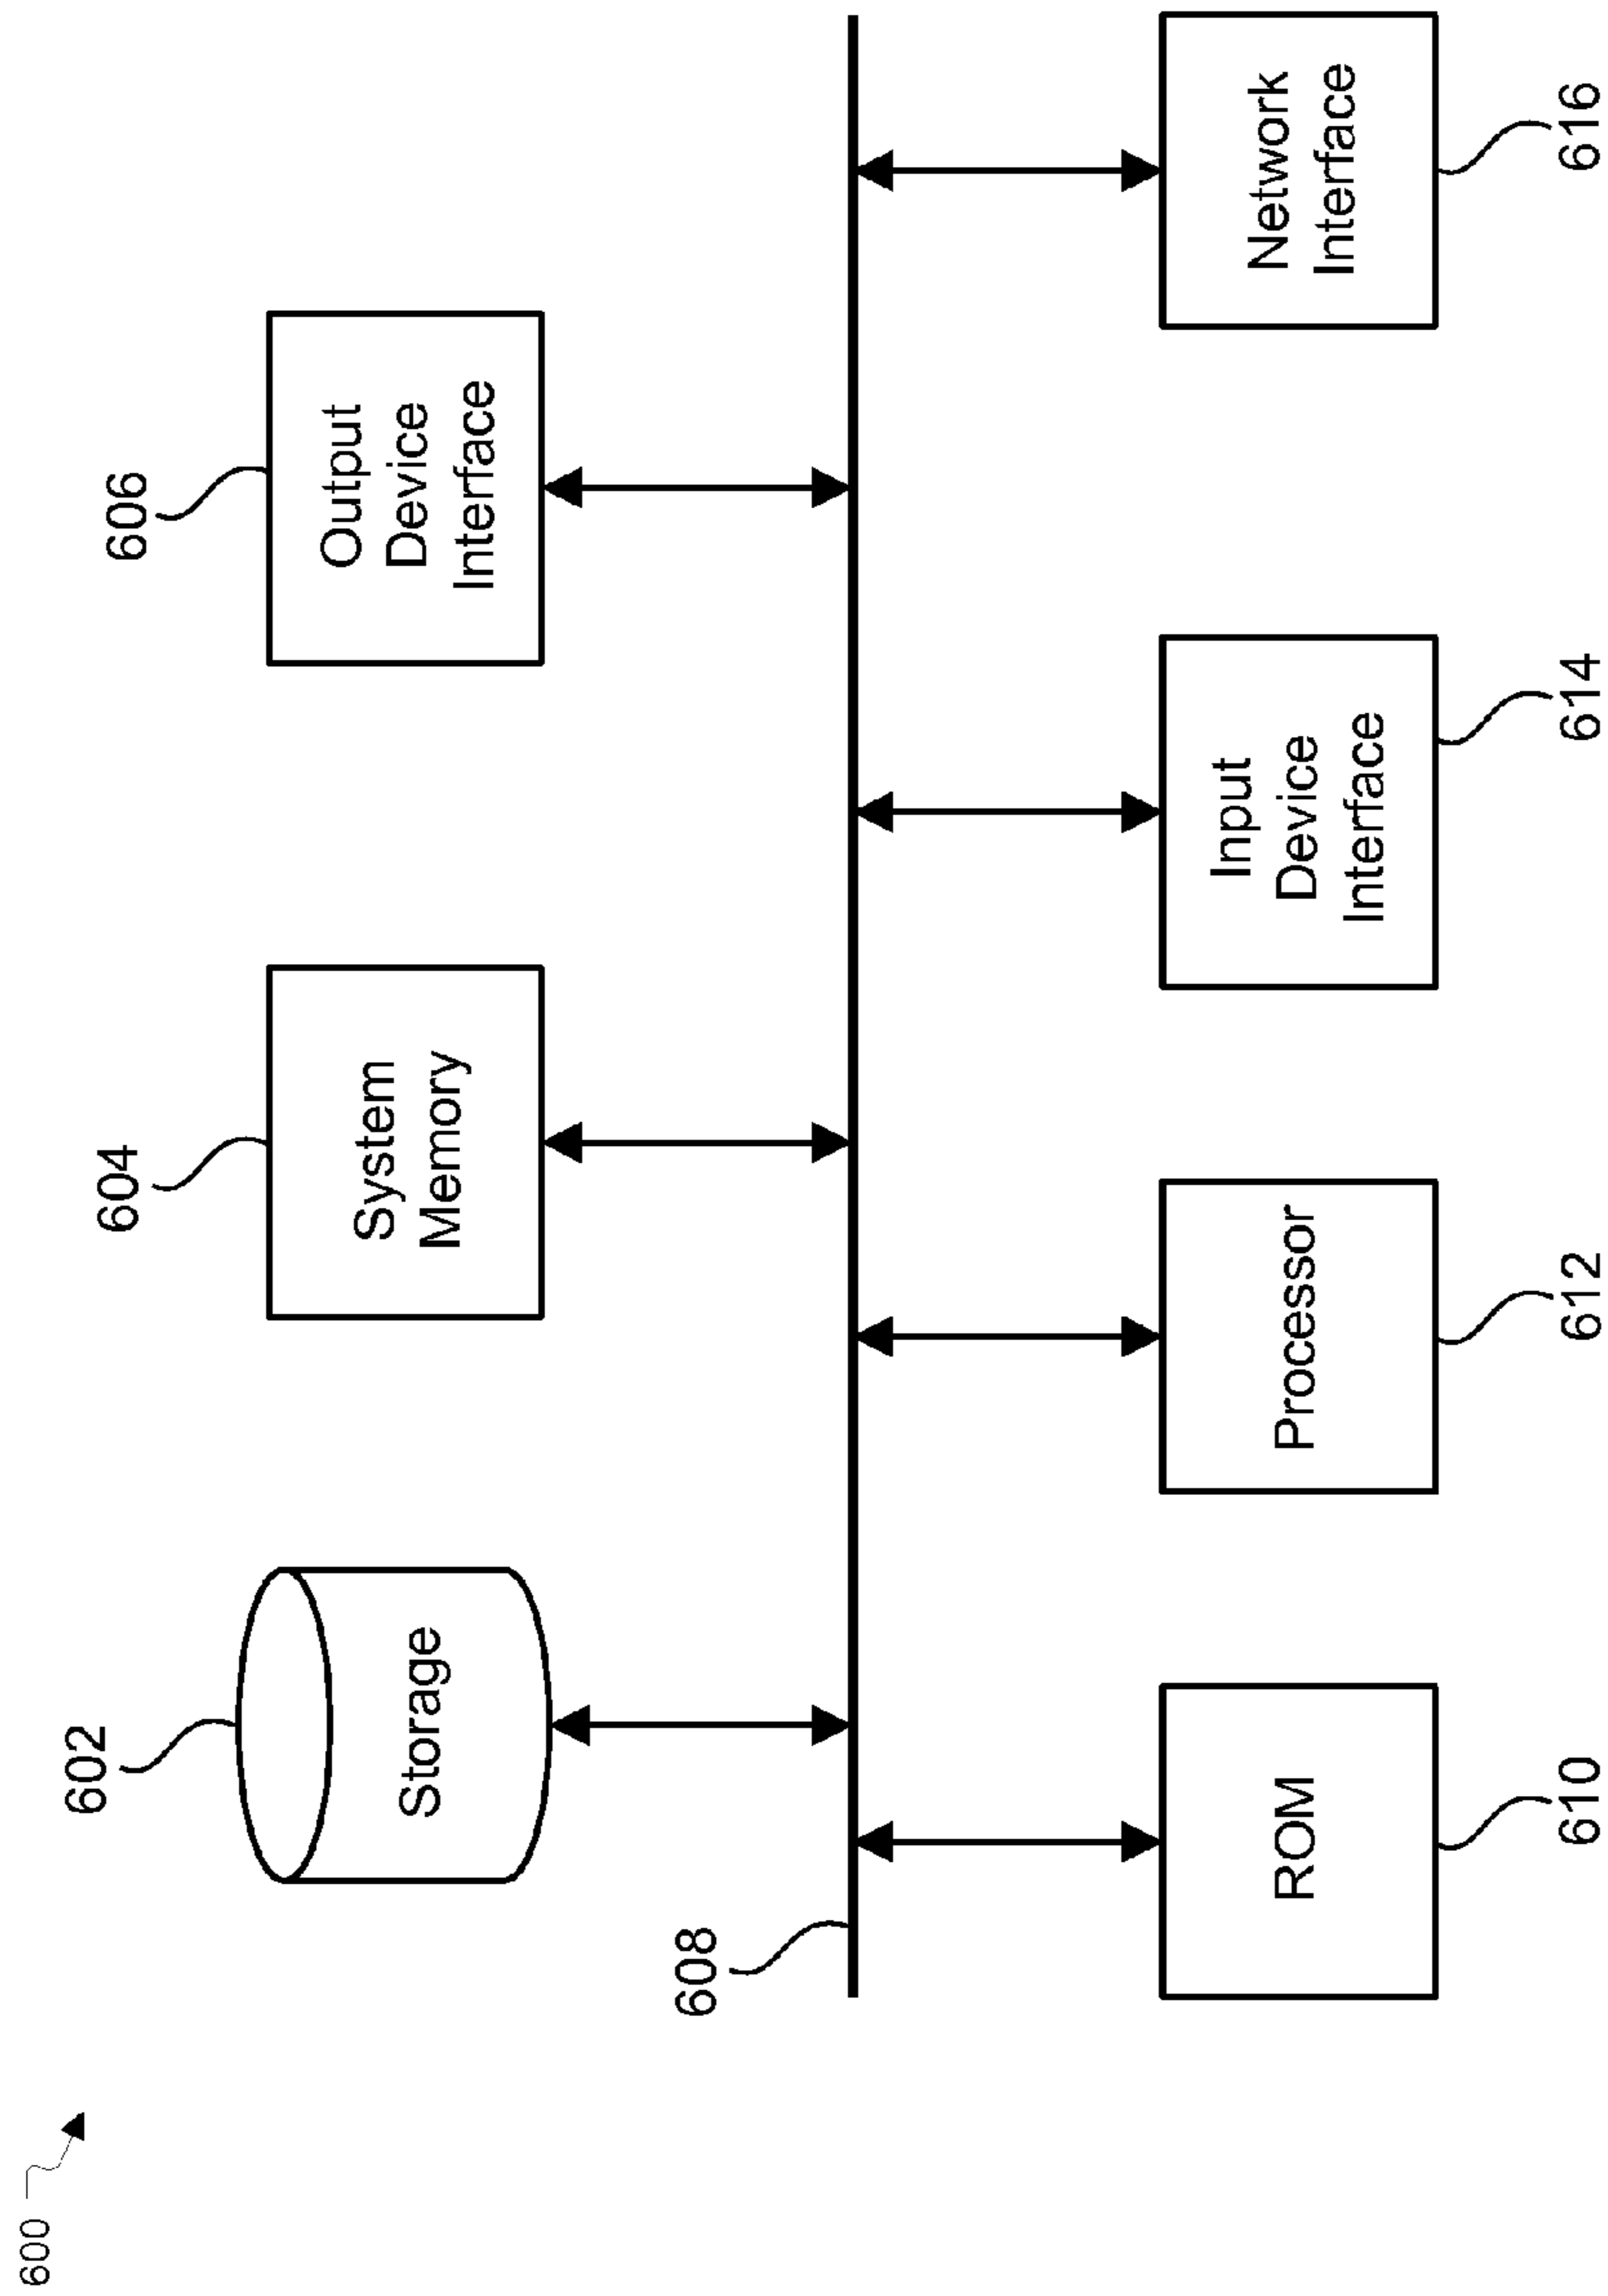 600
602
604
606
Storage
System
Memory
Output
Device
Interface
608
ROM
Processor
Input
Device
Interface
Network
Interface
610
612
614
616